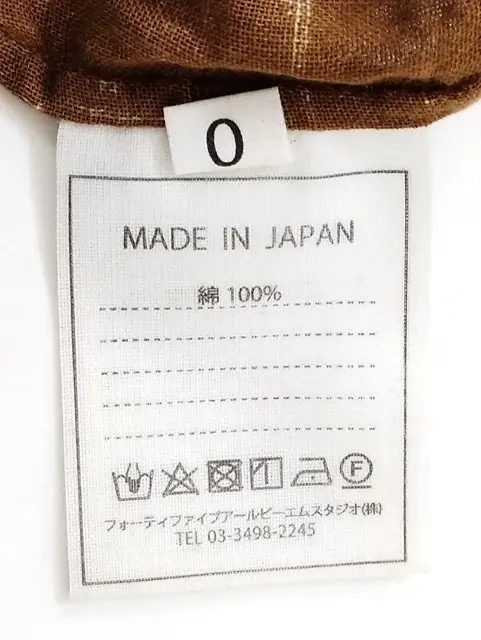 0
MADE IN JAPAN
綿 100%
F
フォーティファイブアールピーエムスタジオ(株)
TEL 03-3498-2245